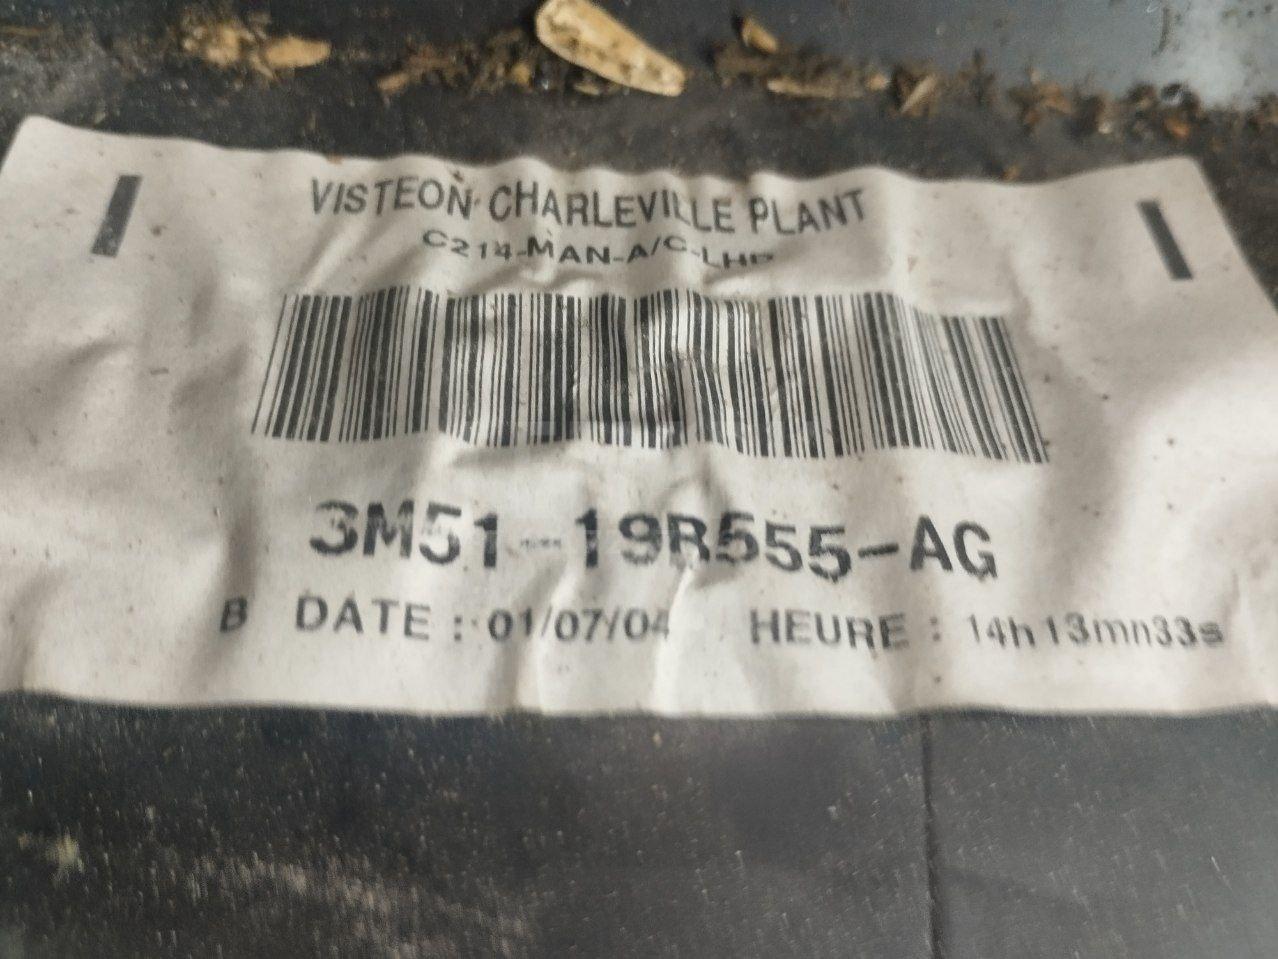 VISTEON CHARLEVILLE PLANT
C214-MAN-A/C-LHD
3M51-19B555-AG
B DATE : 01/07/04 HEURE : 14h13mn33s